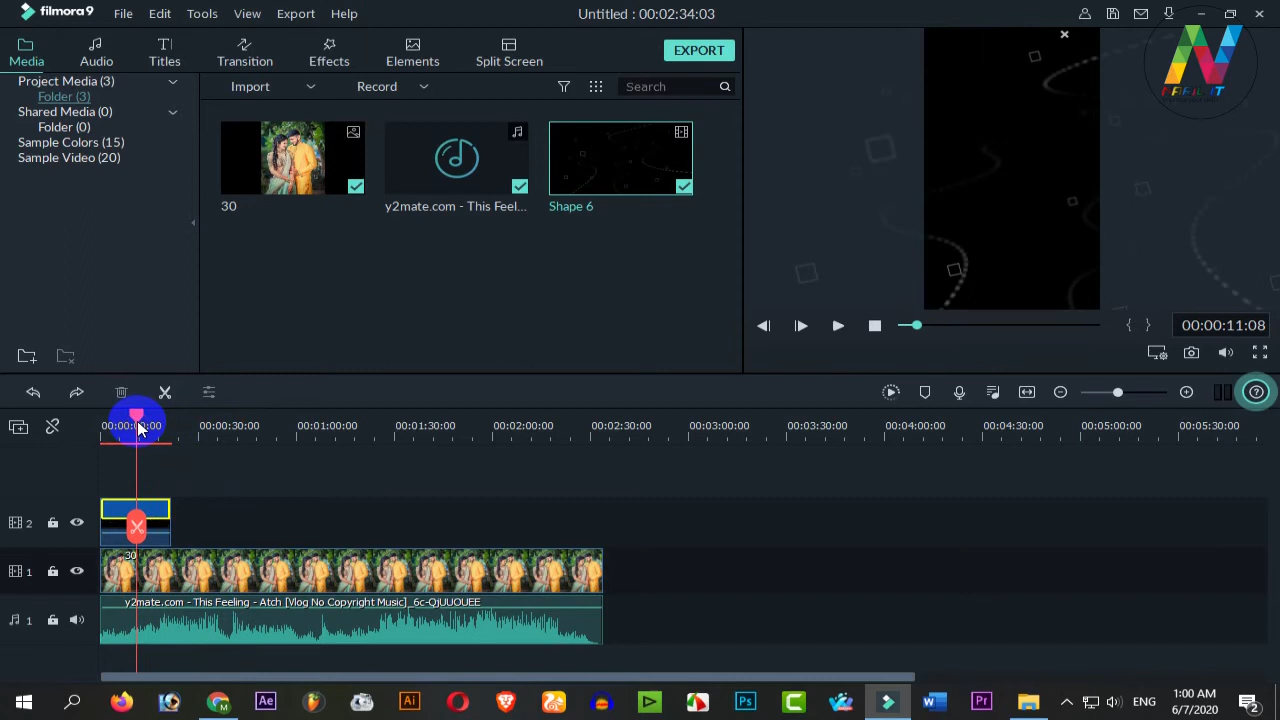 filmora9 File Edit Tools View Export Help Untitled : 00:02:34:03
Media Audio Titles Transition Effects Elements Split Screen EXPORT
Project Media (3)
Folder (3)
Shared Media (0)
Folder (0)
Sample Colors (15)
Sample Video (20)
Import Record Search
30 y2mate.com - This Feel... Shape 6
00:00:11:08
00:00:00:00 00:00:30:00 00:01:00:00 00:01:30:00 00:02:00:00 00:02:30:00 00:03:00:00 00:03:30:00 00:04:00:00 00:04:30:00 00:05:00:00 00:05:30:00
2
30
1
y2mate.com - This Feeling - Atch [Vlog No Copyright Music]_6c-QjUUOUEE
1
Ae Ai Ps Pr ENG
1:00 AM
6/7/2020
2